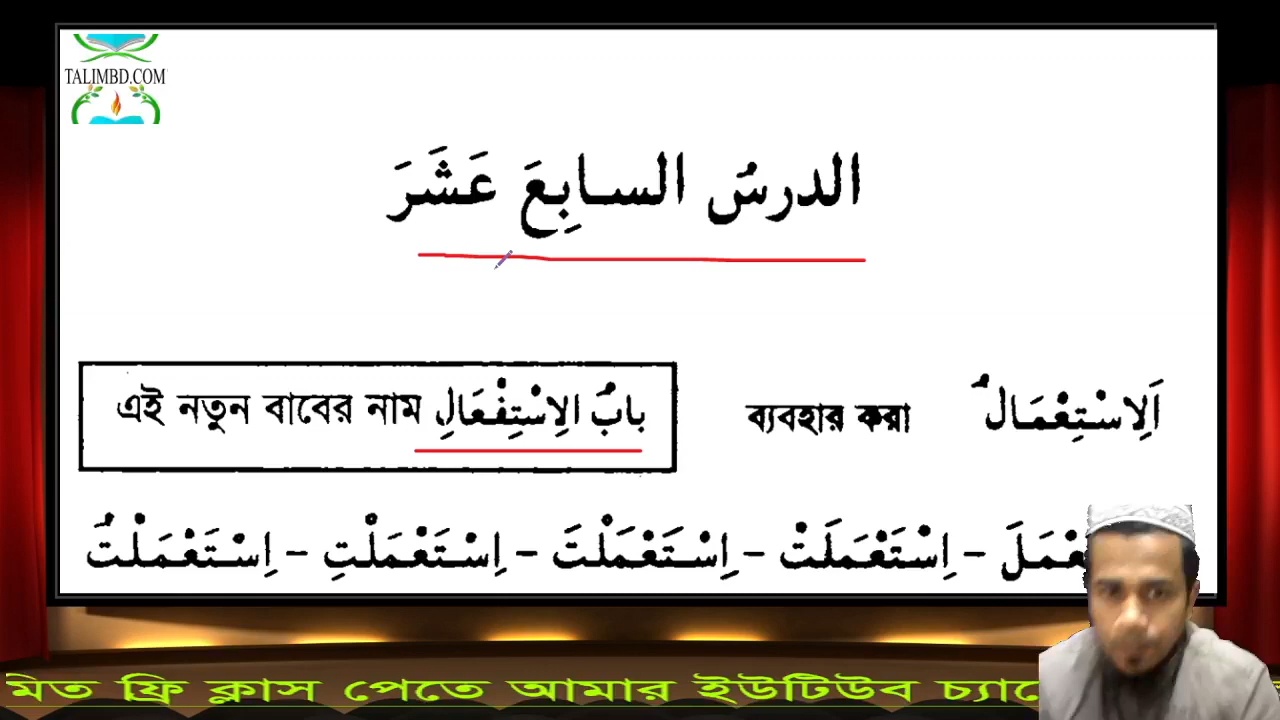 TALIMBD.COM
الدرسُ السابِعَ عَشَرَ
اَلِاسْتِعْمَالُ ব্যবহার করা
এই নতুন বাবের নাম بابُ الِاسْتِفْعَالِ
اِسْتَعْمَلَتْ – اِسْتَعْمَلْتَ – اِسْتَعْمَلْتِ – اِسْتَعْمَلْتُ
ফ্রি ক্লাস পেতে আমার ইউটিউব